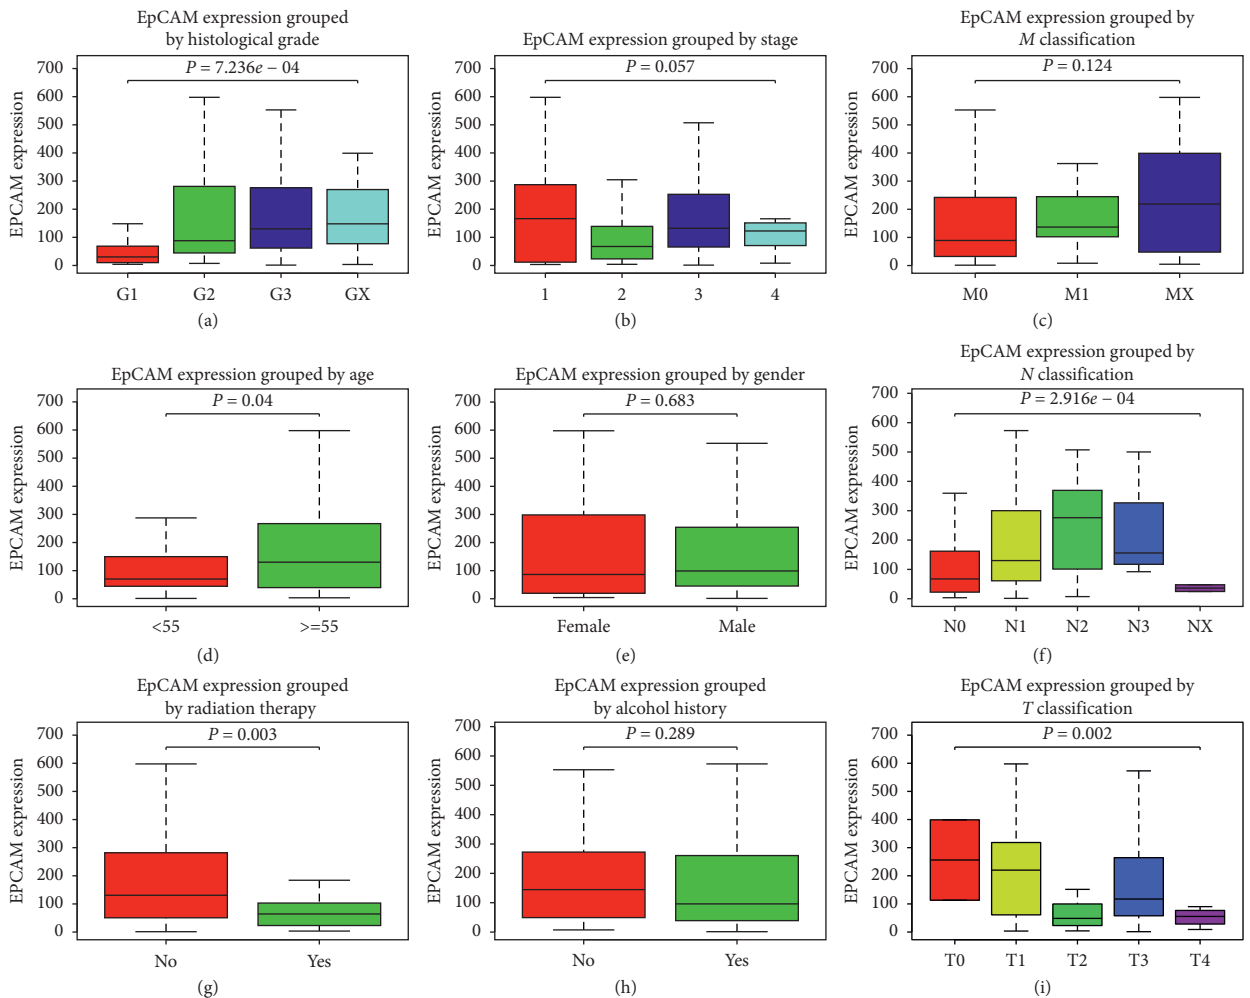 EpCAM expression grouped
by histological grade
P = 7.236e − 04
EPCAM expression
700
600
500
400
300
200
100
0
G1 G2 G3 GX
(a)
EpCAM expression grouped by stage
P = 0.057
EPCAM expression
700
600
500
400
300
200
100
0
1 2 3 4
(b)
EpCAM expression grouped by
M classification
P = 0.124
EPCAM expression
700
600
500
400
300
200
100
0
M0 M1 MX
(c)
EpCAM expression grouped by age
P = 0.04
EPCAM expression
700
600
500
400
300
200
100
0
<55 >=55
(d)
EpCAM expression grouped by gender
P = 0.683
EPCAM expression
700
600
500
400
300
200
100
0
Female Male
(e)
EpCAM expression grouped by
N classification
P = 2.916e − 04
EPCAM expression
700
600
500
400
300
200
100
0
N0 N1 N2 N3 NX
(f)
EpCAM expression grouped
by radiation therapy
P = 0.003
EPCAM expression
700
600
500
400
300
200
100
0
No Yes
(g)
EpCAM expression grouped
by alcohol history
P = 0.289
EPCAM expression
700
600
500
400
300
200
100
0
No Yes
(h)
EpCAM expression grouped by
T classification
P = 0.002
EPCAM expression
700
600
500
400
300
200
100
0
T0 T1 T2 T3 T4
(i)